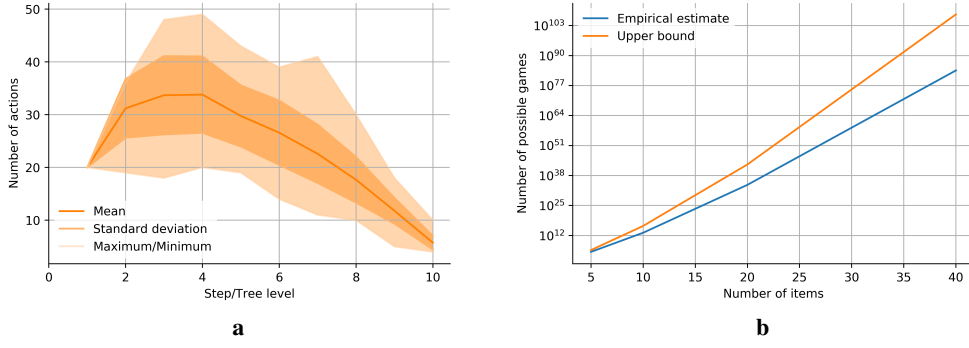 50
40
30
20
10
Number of actions
Mean
Standard deviation
Maximum/Minimum
0 2 4 6 8 10
Step/Tree level
a
10^103
10^90
10^77
10^64
10^51
10^38
10^25
10^12
Number of possible games
Empirical estimate
Upper bound
5 10 15 20 25 30 35 40
Number of items
b